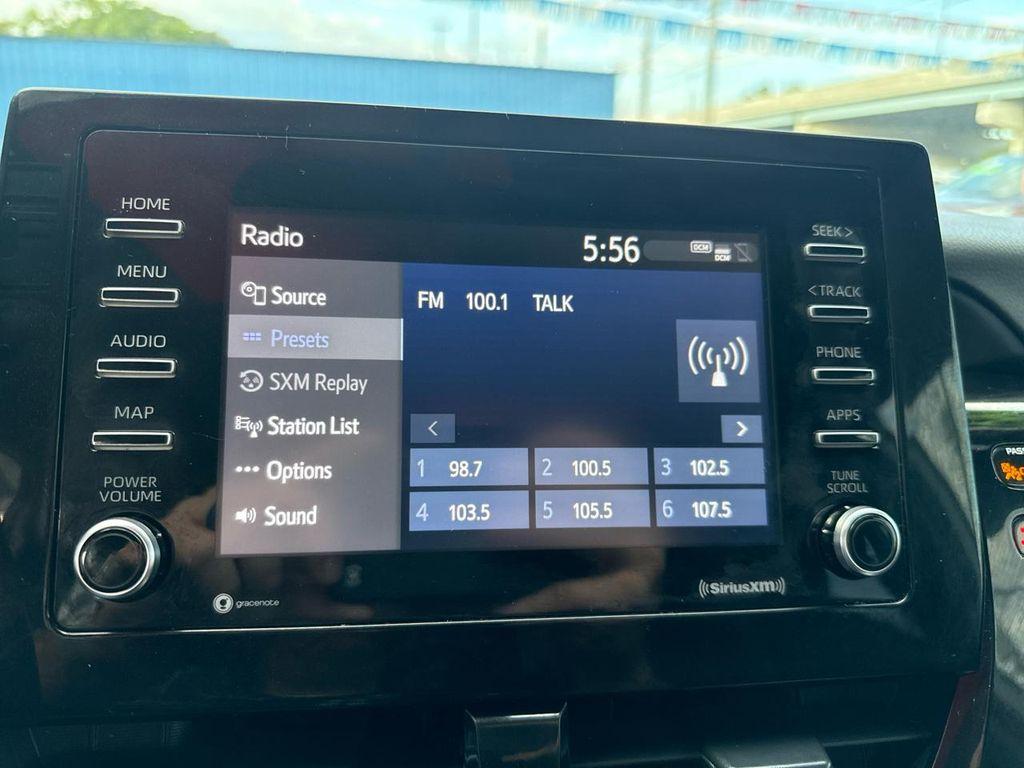 HOME
MENU
AUDIO
MAP
POWER
VOLUME
Radio
5:56
DCM
DCM
Source
Presets
SXM Replay
Station List
Options
Sound
FM 100.1 TALK
<
>
1 98.7
2 100.5
3 102.5
4 103.5
5 105.5
6 107.5
SEEK >
< TRACK
PHONE
APPS
TUNE
SCROLL
gracenote
SiriusXM